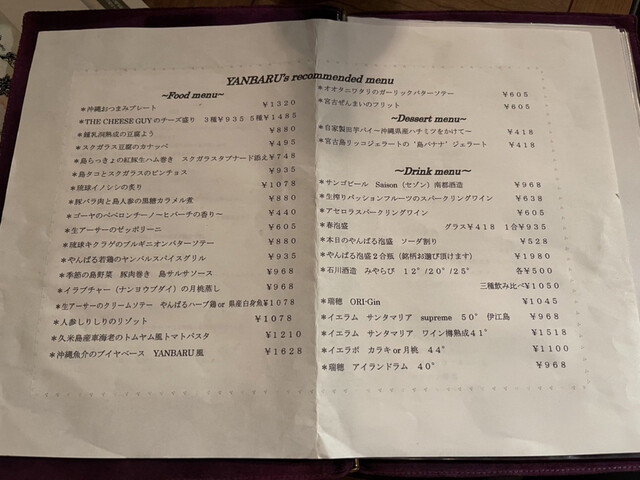 YANBARU's recommended menu
~Food menu~
＊沖縄おつまみプレート ￥1320
＊THE CHEESE GUYのチーズ盛り 3種￥935 5種￥1485
＊鍾乳洞熟成の豆腐よう ￥880
＊スクガラス豆腐のカナッペ ￥495
＊島らっきょの紅豚生ハム巻き スクガラスタプナード添え￥748
＊島タコとスクガラスのピンチョス ￥935
＊琉球イノシシの炙り ￥1078
＊豚バラ肉と島人参の黒糖カラメル煮 ￥880
＊ゴーヤのペペロンチーノ～ヒバーチの香り～ ￥440
＊生アーサーのゼッポリーニ ￥605
＊琉球キクラゲのブルギニオンバターソテー ￥880
＊やんばる若鶏のヤンバルスパイスグリル ￥935
＊季節の島野菜 豚肉巻き 島サルサソース ￥968
＊イラブチャー（ナンヨウブダイ）の月桃蒸し ￥968
＊生アーサーのクリームソテー やんばるハーブ鶏or県産白身魚￥1078
＊人参しりしりのリゾット ￥1078
＊久米島産車海老のトムヤム風トマトパスタ ￥1210
＊沖縄魚介のブイヤベース YANBARU風 ￥1628
＊オオタニワタリのガーリックバターソテー ￥605
＊宮古ぜんまいのフリット ￥605
~Dessert menu~
＊自家製田芋パイ～沖縄県産ハチミツをかけて～ ￥418
＊宮古島リッコジェラートの‘島バナナ’ジェラート ￥418
~Drink menu~
＊サンゴビール Saison（セゾン）南都酒造 ￥968
＊生搾りパッションフルーツのスパークリングワイン ￥638
＊アセロラスパークリングワイン ￥605
＊春泡盛 グラス￥418 1合￥935
＊本日のやんばる泡盛 ソーダ割り ￥528
＊やんばる泡盛2合瓶（銘柄お選び頂けます） ￥1980
＊石川酒造 みやらび 12°/20°/25° 各￥500
三種飲み比べ￥1050
＊瑞穂 ORI-Gin ￥1045
＊イエラム サンタマリア supreme 50° 伊江島 ￥968
＊イエラム サンタマリア ワイン樽熟成41° ￥1518
＊イエラボ カラキor月桃 44° ￥1100
＊瑞穂 アイランドラム 40° ￥968